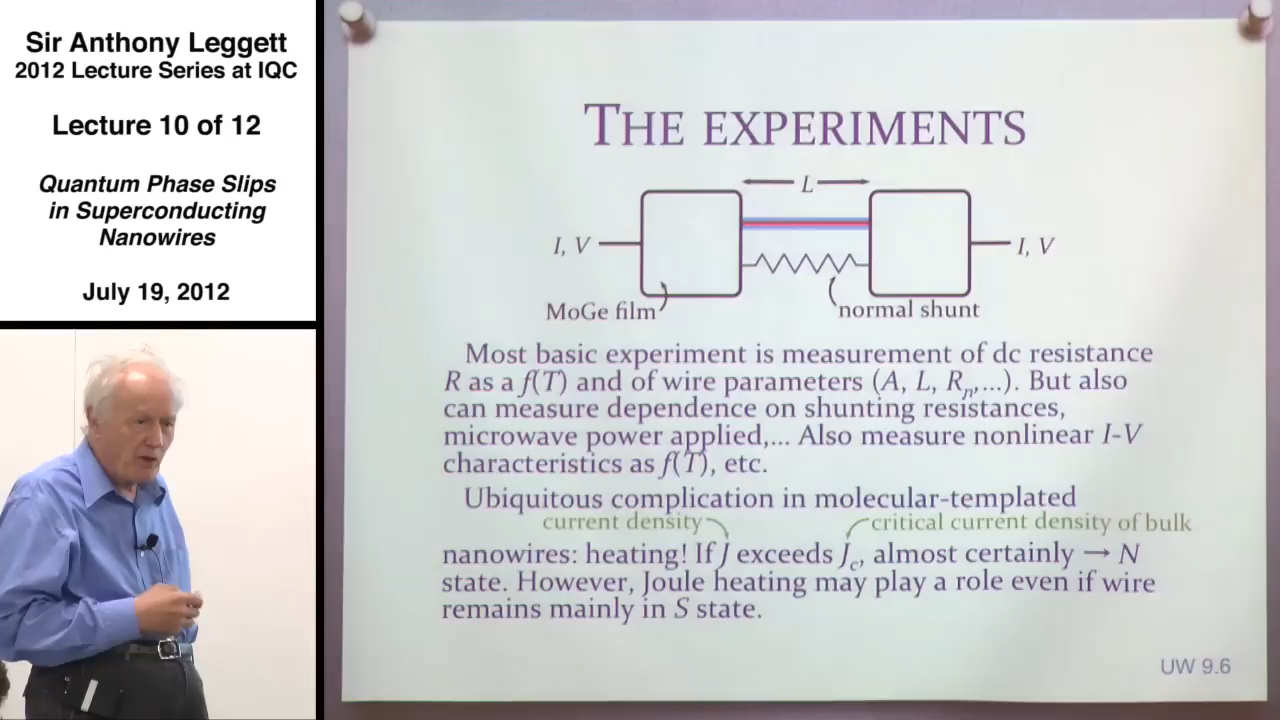 Sir Anthony Leggett
2012 Lecture Series at IQC
Lecture 10 of 12
Quantum Phase Slips
in Superconducting
Nanowires
July 19, 2012
THE EXPERIMENTS
L
I, V
I, V
MoGe film
normal shunt
Most basic experiment is measurement of dc resistance
R as a f(T) and of wire parameters (A, L, Rn,...). But also
can measure dependence on shunting resistances,
microwave power applied,... Also measure nonlinear I-V
characteristics as f(T), etc.
Ubiquitous complication in molecular-templated
current density
critical current density of bulk
nanowires: heating! If J exceeds Jc, almost certainly → N
state. However, Joule heating may play a role even if wire
remains mainly in S state.
UW 9.6